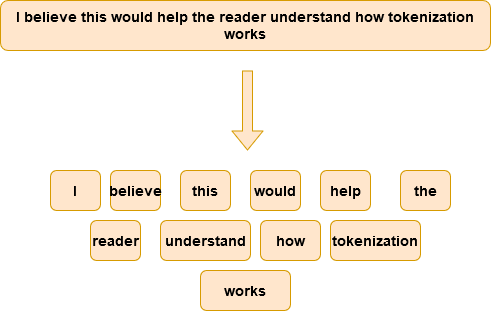 I believe this would help the reader understand how tokenization
works
I believe this would help the
reader understand how tokenization
works